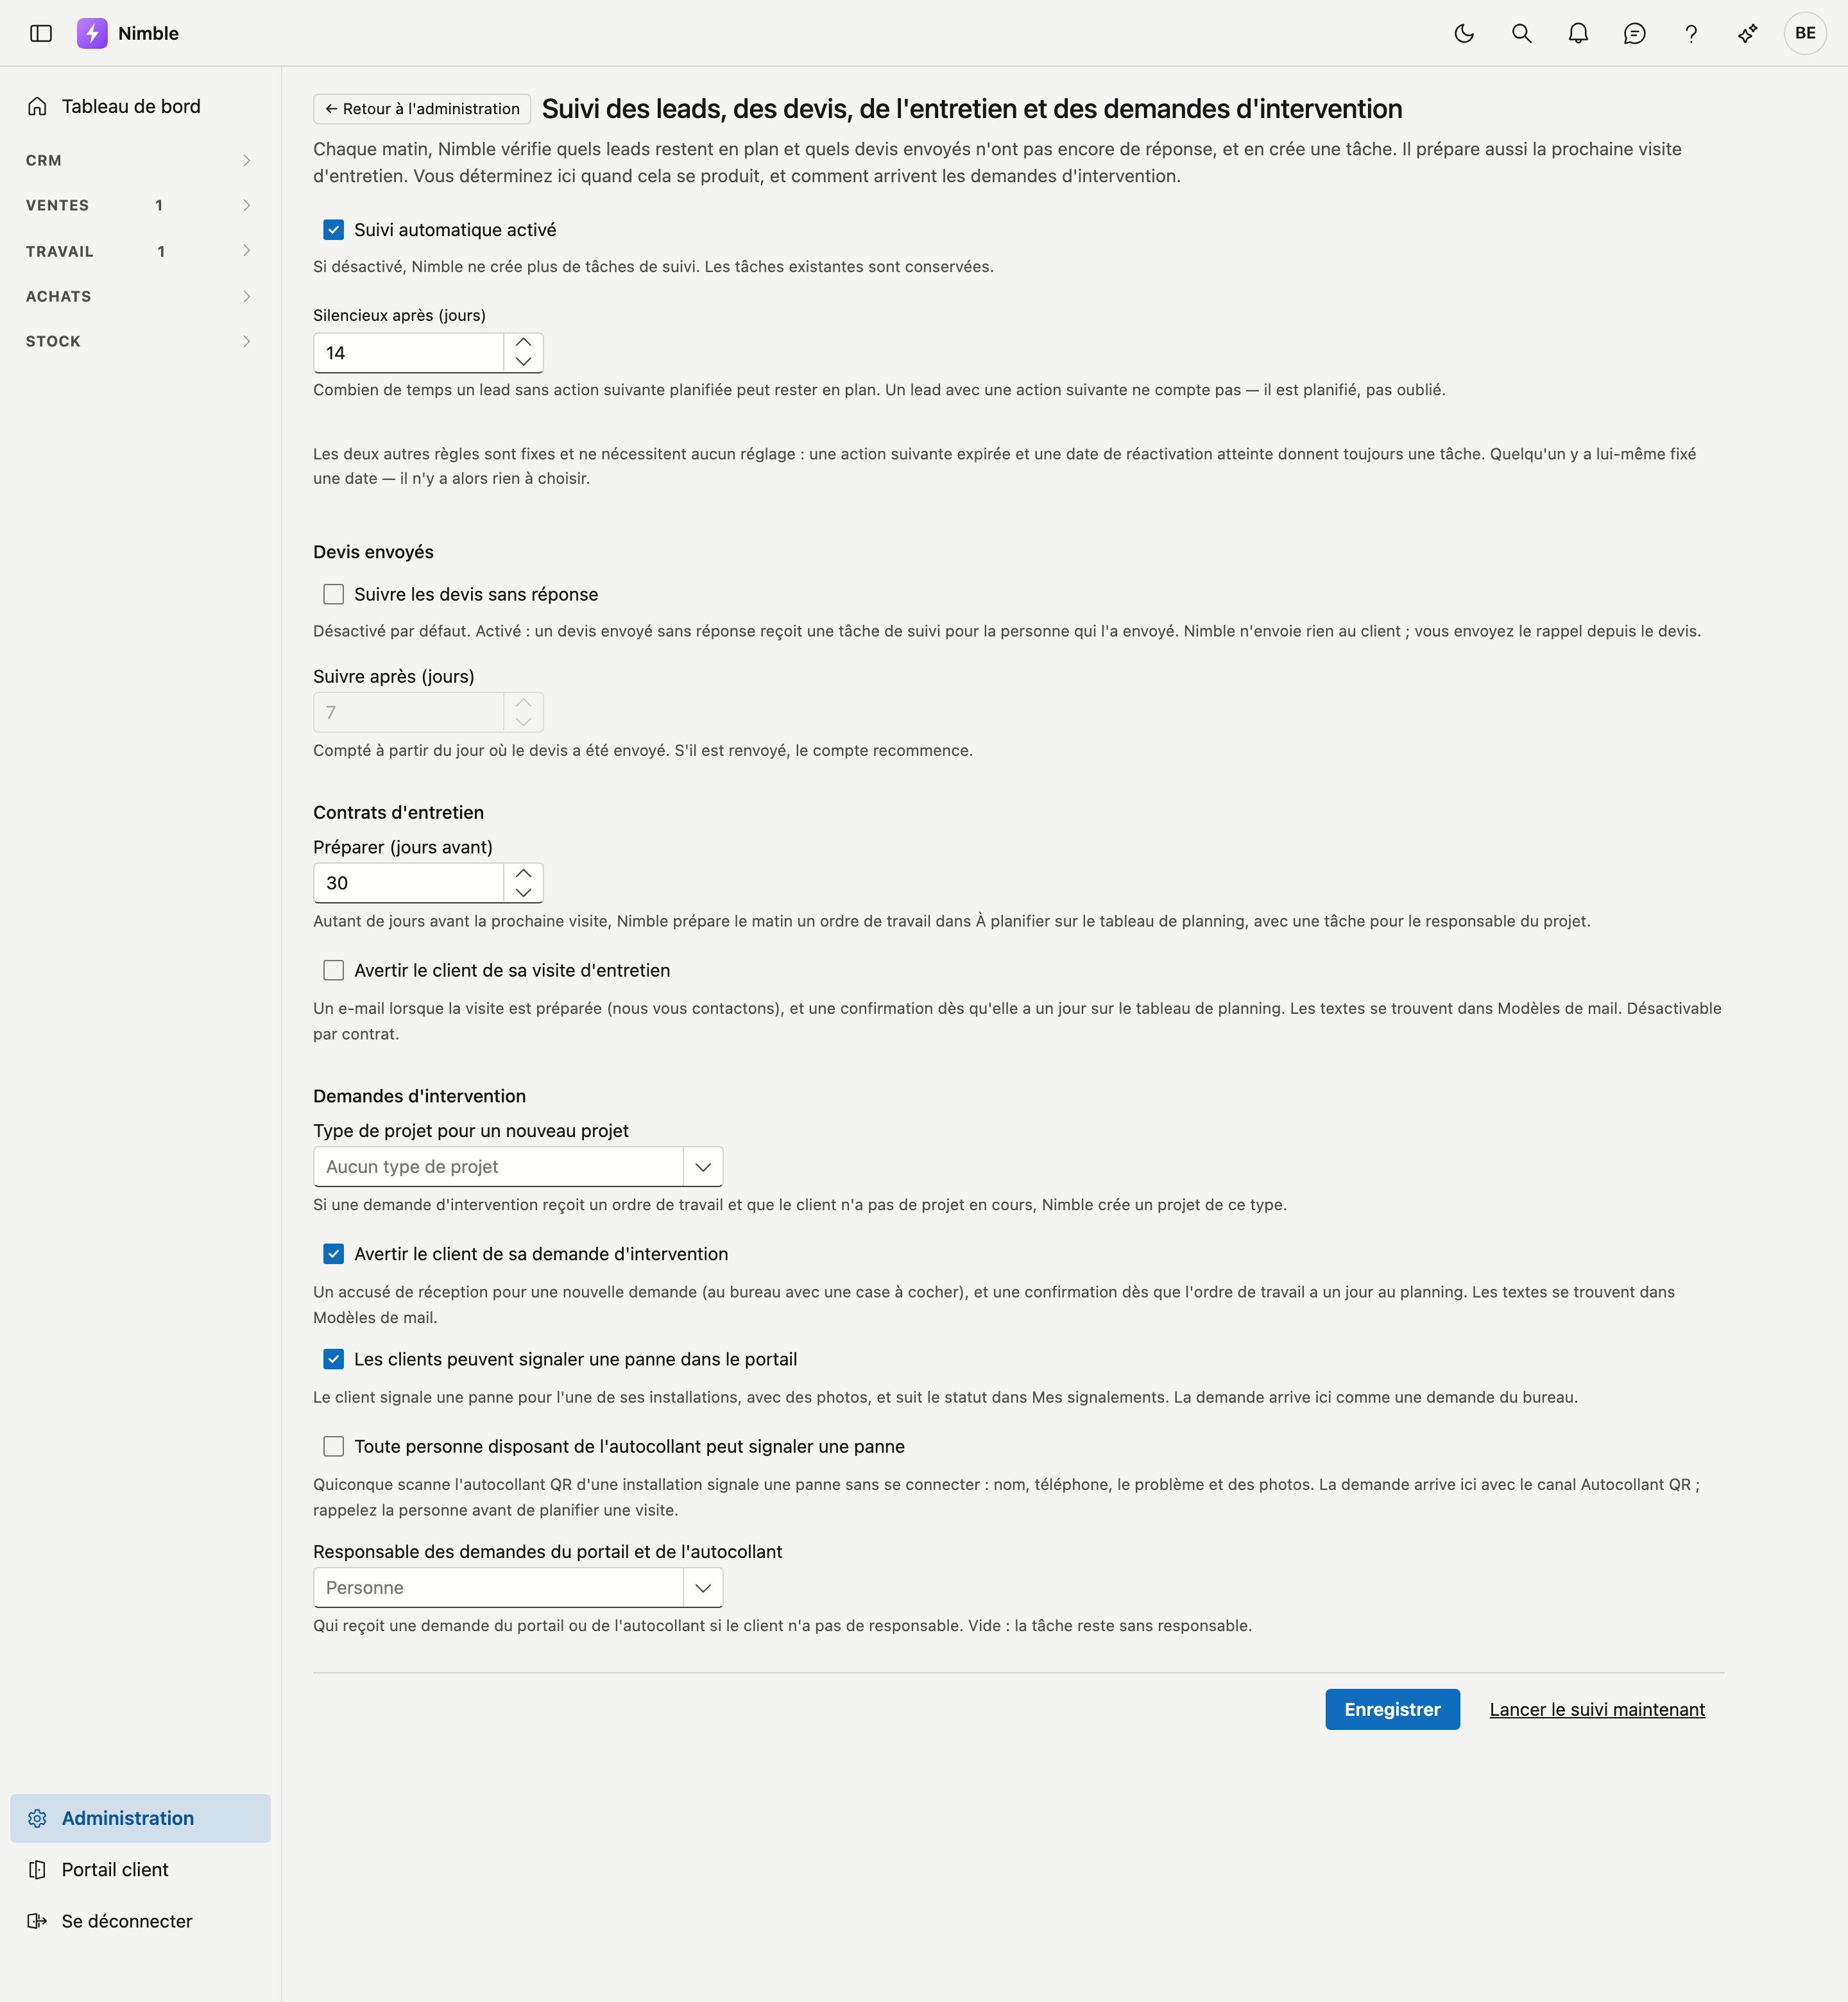 Nimble
BE
Tableau de bord
CRM
VENTES 1
TRAVAIL 1
ACHATS
STOCK
← Retour à l'administration
Suivi des leads, des devis, de l'entretien et des demandes d'intervention
Chaque matin, Nimble vérifie quels leads restent en plan et quels devis envoyés n'ont pas encore de réponse, et en crée une tâche. Il prépare aussi la prochaine visite
d'entretien. Vous déterminez ici quand cela se produit, et comment arrivent les demandes d'intervention.
Suivi automatique activé
Si désactivé, Nimble ne crée plus de tâches de suivi. Les tâches existantes sont conservées.
Silencieux après (jours)
14
Combien de temps un lead sans action suivante planifiée peut rester en plan. Un lead avec une action suivante ne compte pas — il est planifié, pas oublié.
Les deux autres règles sont fixes et ne nécessitent aucun réglage : une action suivante expirée et une date de réactivation atteinte donnent toujours une tâche. Quelqu'un y a lui-même fixé
une date — il n'y a alors rien à choisir.
Devis envoyés
Suivre les devis sans réponse
Désactivé par défaut. Activé : un devis envoyé sans réponse reçoit une tâche de suivi pour la personne qui l'a envoyé. Nimble n'envoie rien au client ; vous envoyez le rappel depuis le devis.
Suivre après (jours)
7
Compté à partir du jour où le devis a été envoyé. S'il est renvoyé, le compte recommence.
Contrats d'entretien
Préparer (jours avant)
30
Autant de jours avant la prochaine visite, Nimble prépare le matin un ordre de travail dans À planifier sur le tableau de planning, avec une tâche pour le responsable du projet.
Avertir le client de sa visite d'entretien
Un e-mail lorsque la visite est préparée (nous vous contactons), et une confirmation dès qu'elle a un jour sur le tableau de planning. Les textes se trouvent dans Modèles de mail. Désactivable
par contrat.
Demandes d'intervention
Type de projet pour un nouveau projet
Aucun type de projet
Si une demande d'intervention reçoit un ordre de travail et que le client n'a pas de projet en cours, Nimble crée un projet de ce type.
Avertir le client de sa demande d'intervention
Un accusé de réception pour une nouvelle demande (au bureau avec une case à cocher), et une confirmation dès que l'ordre de travail a un jour au planning. Les textes se trouvent dans
Modèles de mail.
Les clients peuvent signaler une panne dans le portail
Le client signale une panne pour l'une de ses installations, avec des photos, et suit le statut dans Mes signalements. La demande arrive ici comme une demande du bureau.
Toute personne disposant de l'autocollant peut signaler une panne
Quiconque scanne l'autocollant QR d'une installation signale une panne sans se connecter : nom, téléphone, le problème et des photos. La demande arrive ici avec le canal Autocollant QR ;
rappelez la personne avant de planifier une visite.
Responsable des demandes du portail et de l'autocollant
Personne
Qui reçoit une demande du portail ou de l'autocollant si le client n'a pas de responsable. Vide : la tâche reste sans responsable.
Enregistrer
Lancer le suivi maintenant
Administration
Portail client
Se déconnecter